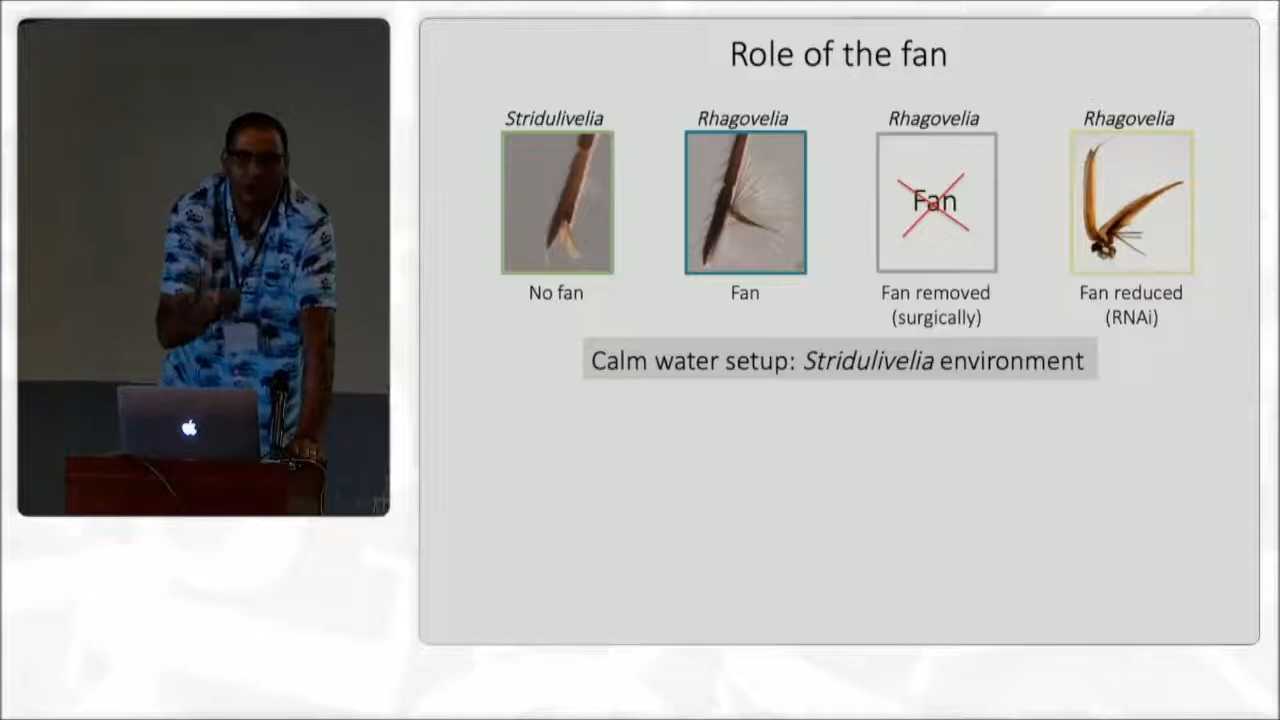 Role of the fan
Stridulivelia
Rhagovelia
Rhagovelia
Rhagovelia
Fan
No fan
Fan
Fan removed
(surgically)
Fan reduced
(RNAi)
Calm water setup: Stridulivelia environment